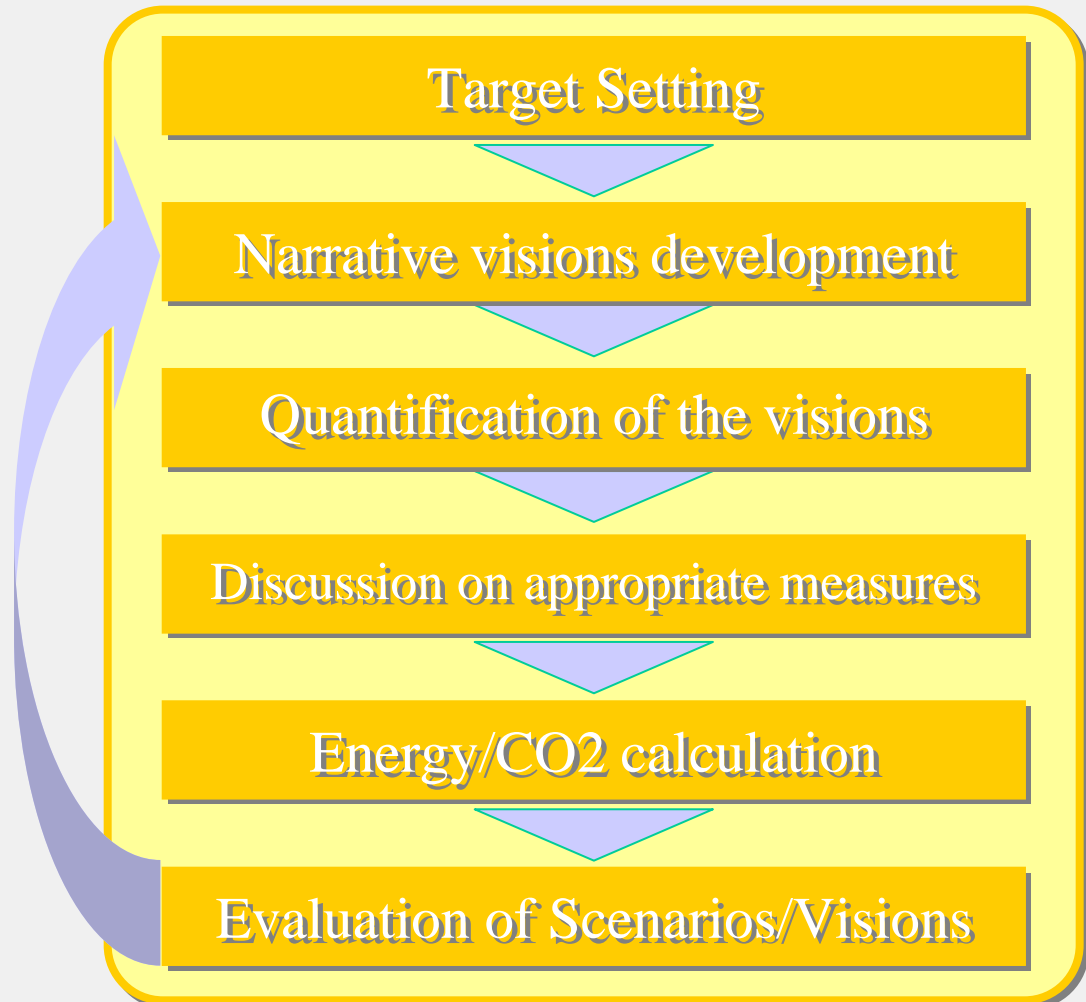 Target Setting
Narrative visions development
Quantification of the visions
Discussion on appropriate measures
Energy/CO2 calculation
Evaluation of Scenarios/Visions